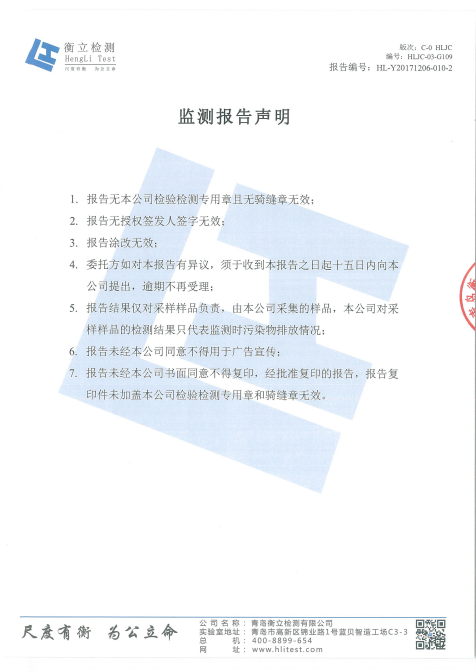 衡立检测
HengLi Test
尺度有衡 为公立命
版次：C-0 HLJC
编号：HLJC-03-G109
报告编号：HL-Y20171206-010-2
监测报告声明
1. 报告无本公司检验检测专用章且无骑缝章无效；
2. 报告无授权签发人签字无效；
3. 报告涂改无效；
4. 委托方如对本报告有异议，须于收到本报告之日起十五日内向本
公司提出，逾期不再受理；
5. 报告结果仅对采样样品负责，由本公司采集的样品，本公司对采
样样品的检测结果只代表监测时污染物排放情况；
6. 报告未经本公司同意不得用于广告宣传；
7. 报告未经本公司书面同意不得复印，经批准复印的报告，报告复
印件未加盖本公司检验检测专用章和骑缝章无效。
尺度有衡 为公立命
公司名称：青岛衡立检测有限公司
实验室地址：青岛市高新区锦业路1号蓝贝智造工场C3-3
总机：400-8899-654
网址：www.hlitest.com